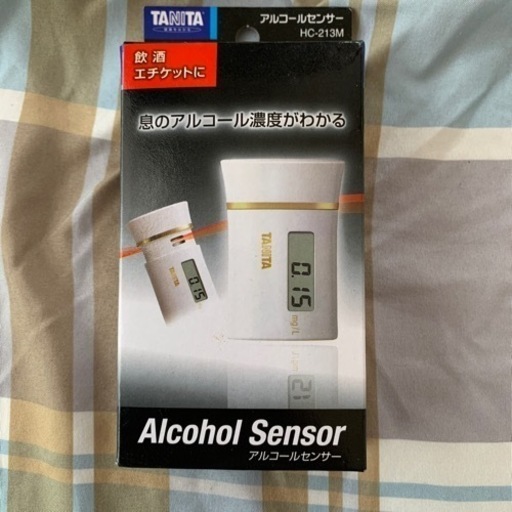 TANITA
アルコールセンサー
HC-213M
飲酒
エチケットに
息のアルコール濃度がわかる
TANITA
0.15
mg/L
TANITA
0.15
Alcohol Sensor
アルコールセンサー